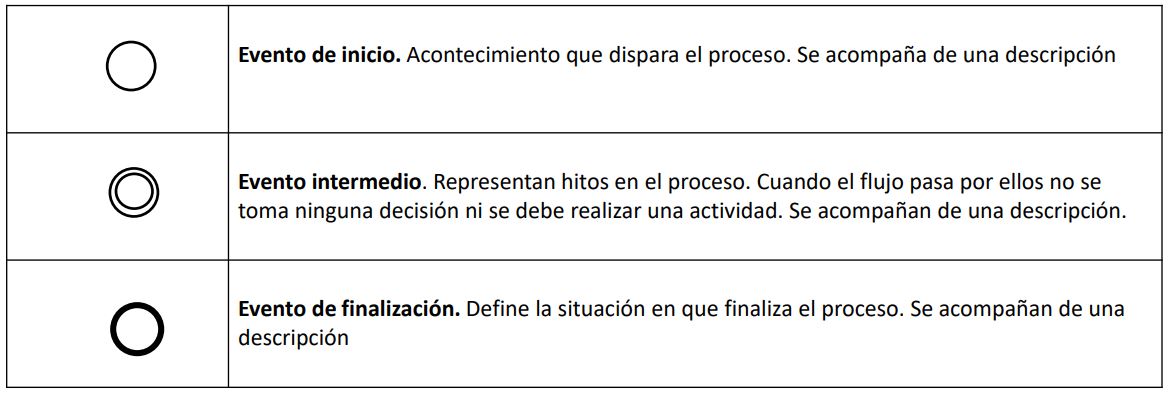 Evento de inicio. Acontecimiento que dispara el proceso. Se acompaña de una descripción
Evento intermedio. Representan hitos en el proceso. Cuando el flujo pasa por ellos no se
toma ninguna decisión ni se debe realizar una actividad. Se acompañan de una descripción.
Evento de finalización. Define la situación en que finaliza el proceso. Se acompañan de una
descripción